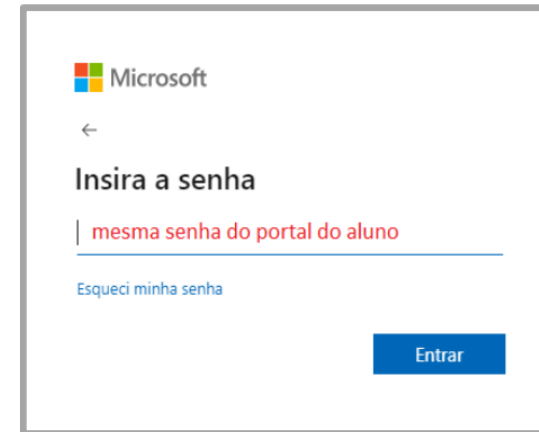 Microsoft
Insira a senha
mesma senha do portal do aluno
Esqueci minha senha
Entrar